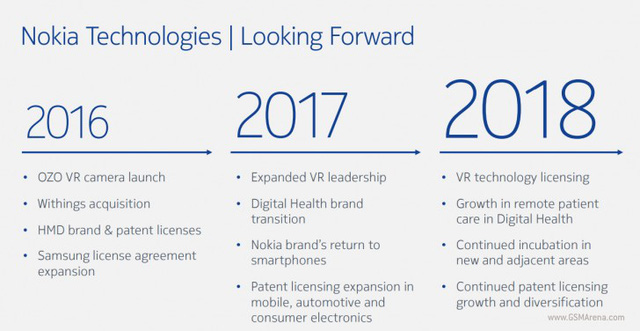 Nokia Technologies | Looking Forward
2016
• OZO VR camera launch
• Withings acquisition
• HMD brand & patent licenses
• Samsung license agreement
expansion
2017
• Expanded VR leadership
• Digital Health brand
transition
• Nokia brand's return to
smartphones
• Patent licensing expansion in
mobile, automotive and
consumer electronics
2018
• VR technology licensing
• Growth in remote patient
care in Digital Health
• Continued incubation in
new and adjacent areas
• Continued patent licensing
growth and diversification
www.GSMArena.com